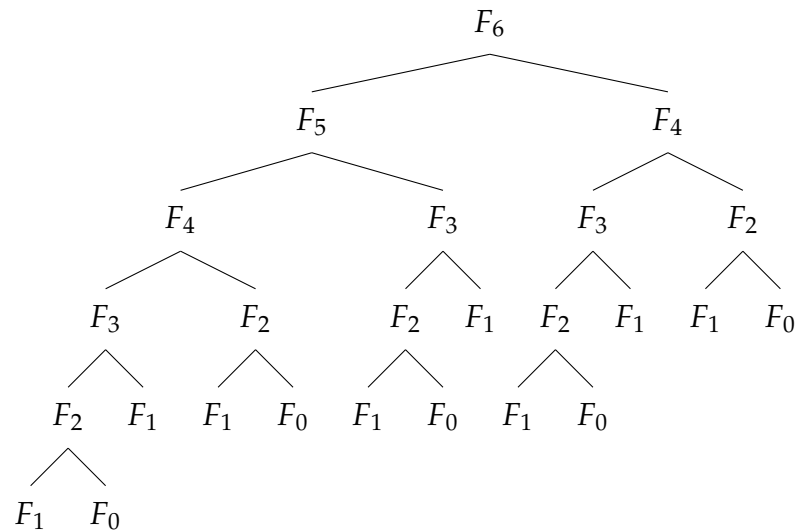 F₆
F₅ F₄
F₄ F₃ F₃ F₂
F₃ F₂ F₂ F₁ F₂ F₁ F₁ F₀
F₂ F₁ F₁ F₀ F₁ F₀ F₁ F₀
F₁ F₀